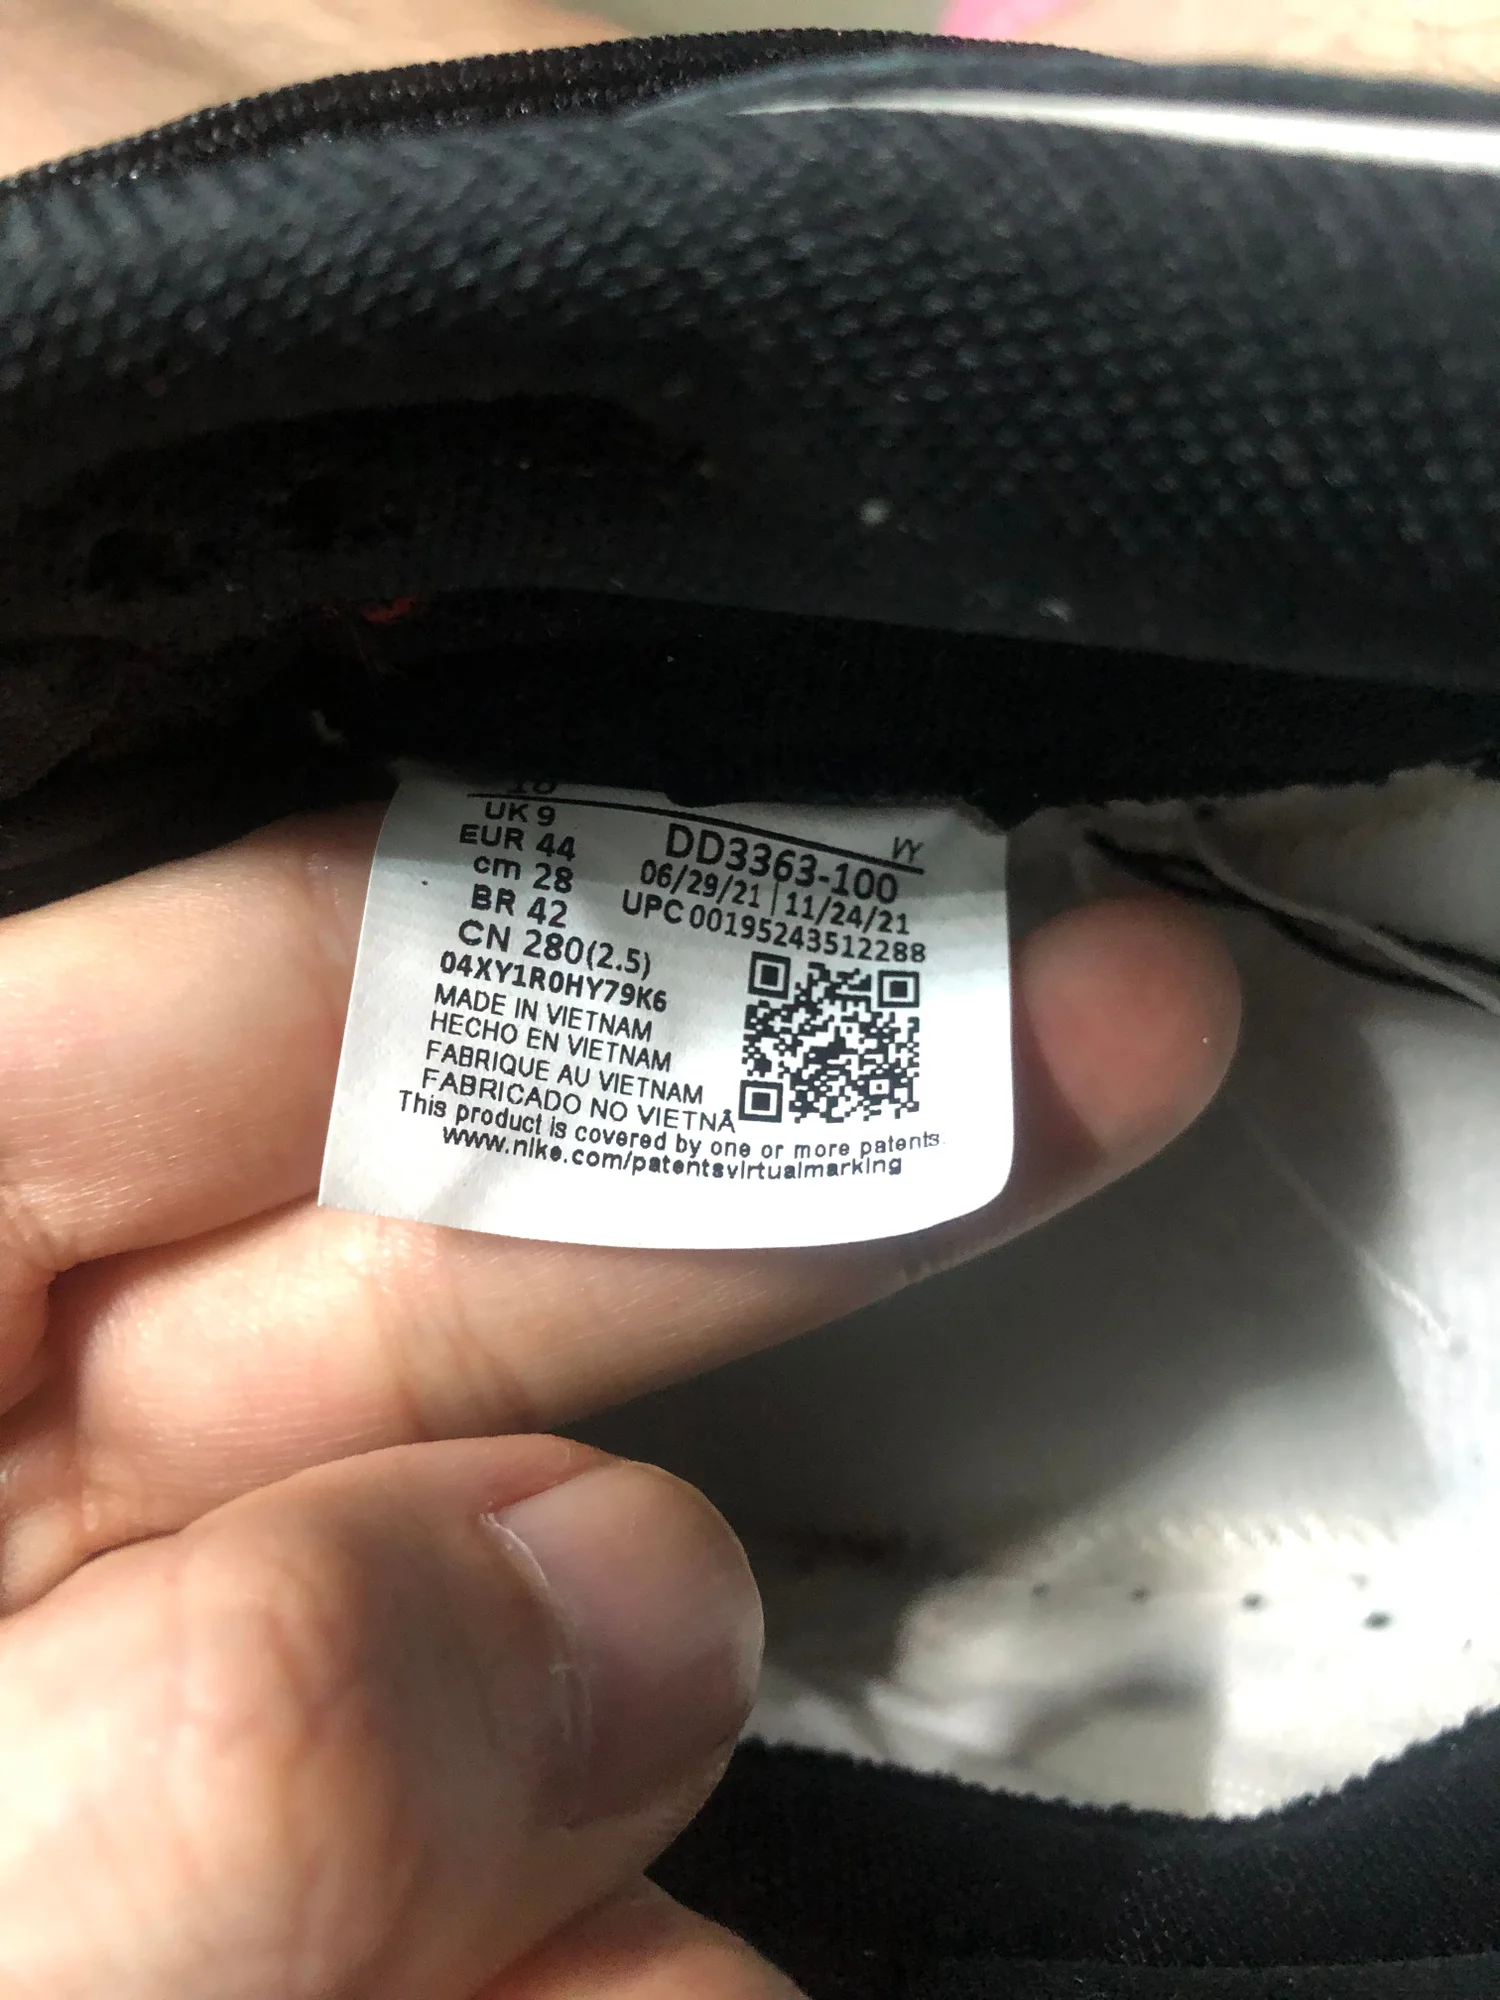 10
UK 9
VY
EUR 44
DD3363-100
cm 28
06/29/21 | 11/24/21
BR 42
UPC 00195243512288
CN 280(2.5)
04XY1R0HY79K6
MADE IN VIETNAM
HECHO EN VIETNAM
FABRIQUE AU VIETNAM
FABRICADO NO VIETNÃ
This product is covered by one or more patents.
www.nike.com/patentsvirtualmarking